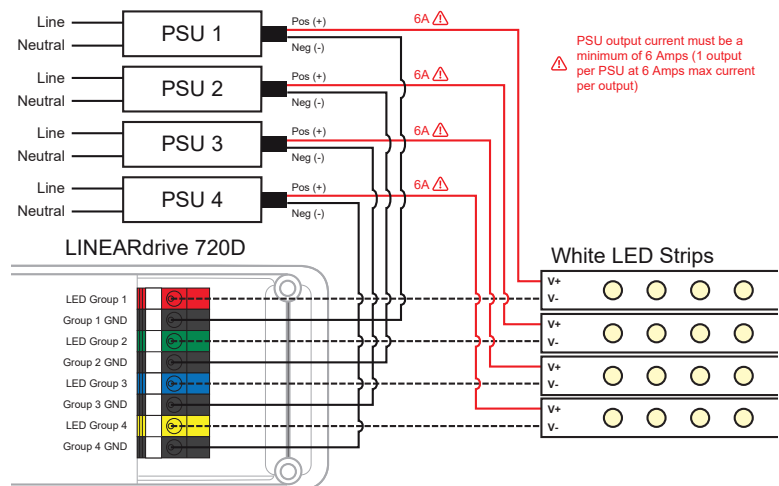 Line
Neutral
PSU 1
Pos (+)
Neg (-)
6A
Line
Neutral
PSU 2
Pos (+)
Neg (-)
6A
Line
Neutral
PSU 3
Pos (+)
Neg (-)
6A
Line
Neutral
PSU 4
Pos (+)
Neg (-)
6A
PSU output current must be a
minimum of 6 Amps (1 output
per PSU at 6 Amps max current
per output)
LINEARdrive 720D
LED Group 1
Group 1 GND
LED Group 2
Group 2 GND
LED Group 3
Group 3 GND
LED Group 4
Group 4 GND
White LED Strips
V+
V-
V+
V-
V+
V-
V+
V-